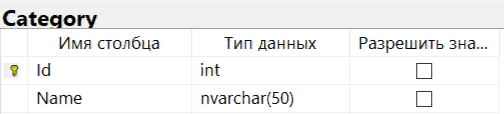 Category
Имя столбца Тип данных Разрешить зна...
Id int
Name nvarchar(50)